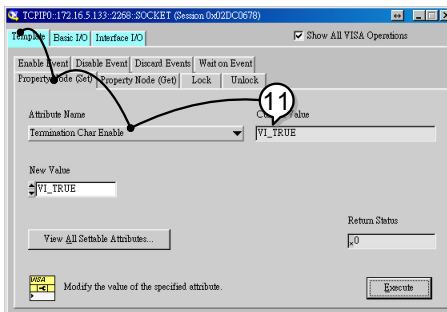 TCPIP0::172.16.5.133::2268::SOCKET (Session 0x02DC0678)
Template Basic I/O Interface I/O Show All VISA Operations
Enable Event Disable Event Discard Events Wait on Event
Property Node (Set) Property Node (Get) Lock Unlock
11
Attribute Name Value
Termination Char Enable VI_TRUE
New Value
VI_TRUE
Return Status
View All Settable Attributes... x0
VISA Modify the value of the specified attribute. Execute